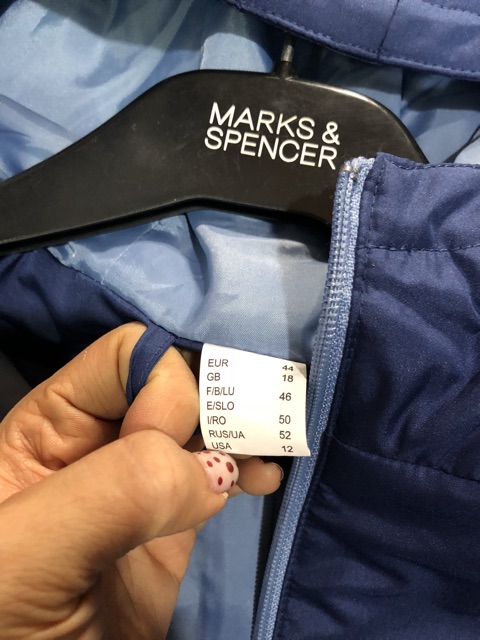 MARKS &
SPENCER
EUR 44
GB 18
F/B/LU 46
E/SLO
I/RO 50
RUS/UA 52
USA 12